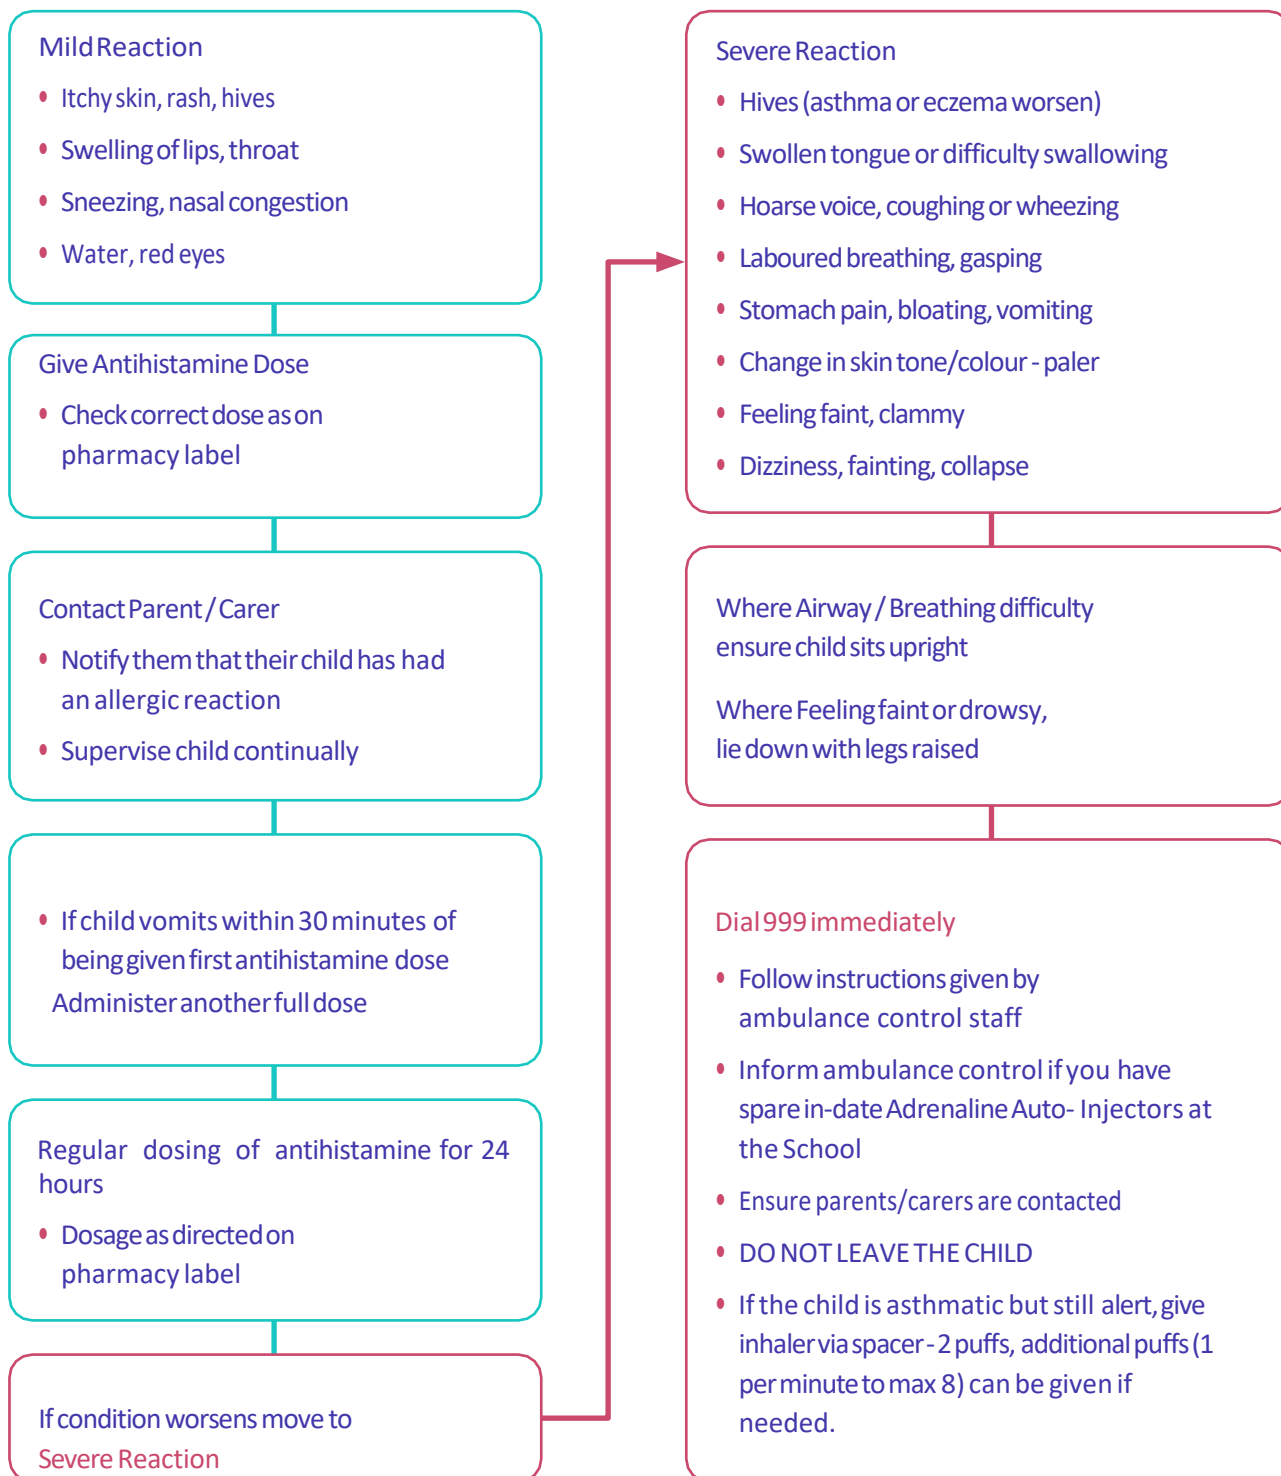 Mild Reaction
• Itchy skin, rash, hives
• Swelling of lips, throat
• Sneezing, nasal congestion
• Water, red eyes
Give Antihistamine Dose
• Check correct dose as on
pharmacy label
Contact Parent / Carer
• Notify them that their child has had
an allergic reaction
• Supervise child continually
• If child vomits within 30 minutes of
being given first antihistamine dose
Administer another full dose
Regular dosing of antihistamine for 24
hours
• Dosage as directed on
pharmacy label
If condition worsens move to
Severe Reaction
Severe Reaction
• Hives (asthma or eczema worsen)
• Swollen tongue or difficulty swallowing
• Hoarse voice, coughing or wheezing
• Laboured breathing, gasping
• Stomach pain, bloating, vomiting
• Change in skin tone/colour - paler
• Feeling faint, clammy
• Dizziness, fainting, collapse
Where Airway / Breathing difficulty
ensure child sits upright
Where Feeling faint or drowsy,
lie down with legs raised
Dial 999 immediately
• Follow instructions given by
ambulance control staff
• Inform ambulance control if you have
spare in-date Adrenaline Auto- Injectors at
the School
• Ensure parents/carers are contacted
• DO NOT LEAVE THE CHILD
• If the child is asthmatic but still alert, give
inhaler via spacer - 2 puffs, additional puffs (1
per minute to max 8) can be given if
needed.